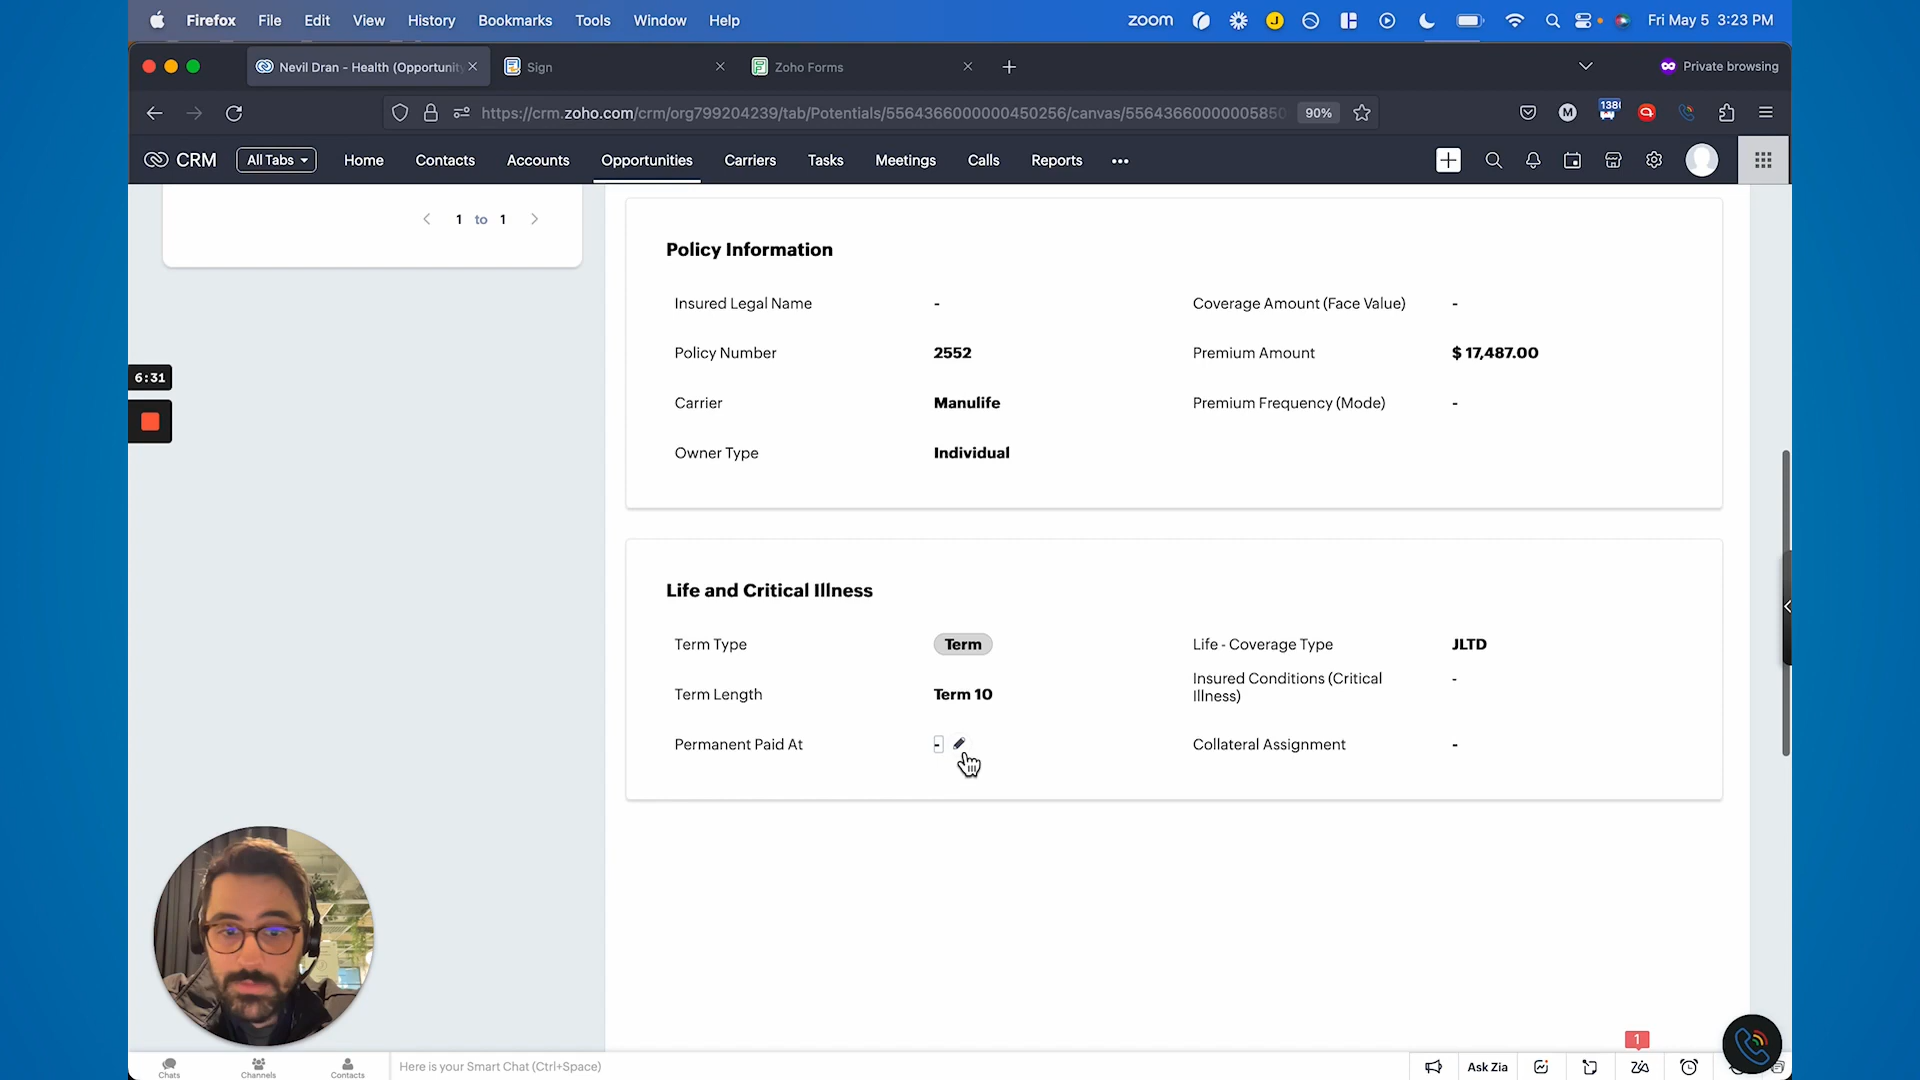 Firefox File Edit View History Bookmarks Tools Window Help zoom J Fri May 5 3:23 PM
Nevil Dran - Health (Opportunity Sign Zoho Forms Private browsing
https://crm.zoho.com/crm/org799204239/tab/Potentials/5564366000000450256/canvas/55643660000005850 90% M 138
CRM All Tabs Home Contacts Accounts Opportunities Carriers Tasks Meetings Calls Reports
1 to 1
Policy Information
Insured Legal Name - Coverage Amount (Face Value) -
Policy Number 2552 Premium Amount $ 17,487.00
6:31
Carrier Manulife Premium Frequency (Mode) -
Owner Type Individual
Life and Critical Illness
Term Type Term Life - Coverage Type JLTD
Term Length Term 10 Insured Conditions (Critical Illness) -
Permanent Paid At - Collateral Assignment -
1
Chats Channels Contacts Here is your Smart Chat (Ctrl+Space) Ask Zia